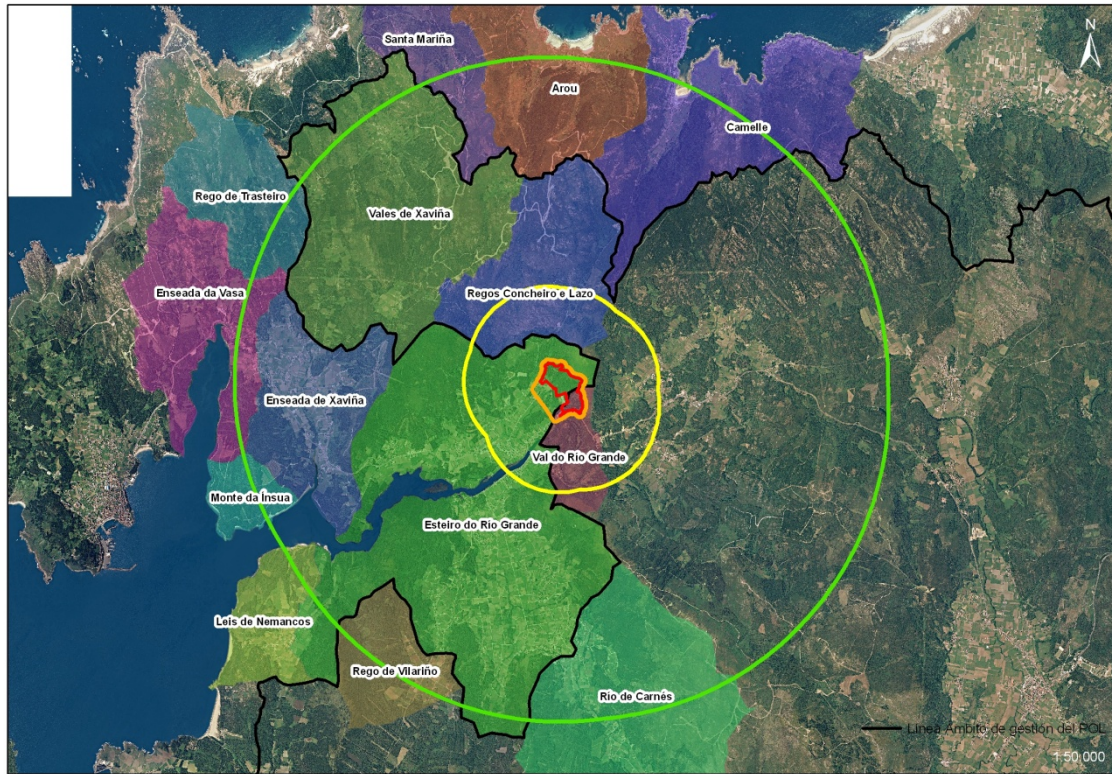 Santa Mariña
N
Arou
Camelle
Rego de Trasteiro
Vales de Xaviña
Enseada da Vasa
Regos Concheiro e Lazo
Enseada de Xaviña
Val do Río Grande
Monte da Ínsua
Esteiro do Río Grande
Leis de Nemancos
Rego de Vilariño
Río de Carnés
Línea Ámbito de gestión del POL
1:50.000